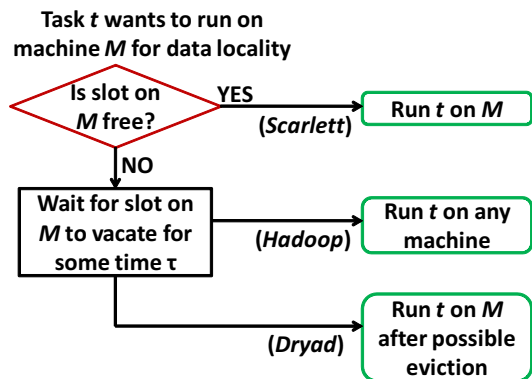 Task t wants to run on
machine M for data locality
Is slot on
M free?
YES
(Scarlett)
Run t on M
NO
Wait for slot on
M to vacate for
some time τ
(Hadoop)
Run t on any
machine
(Dryad)
Run t on M
after possible
eviction